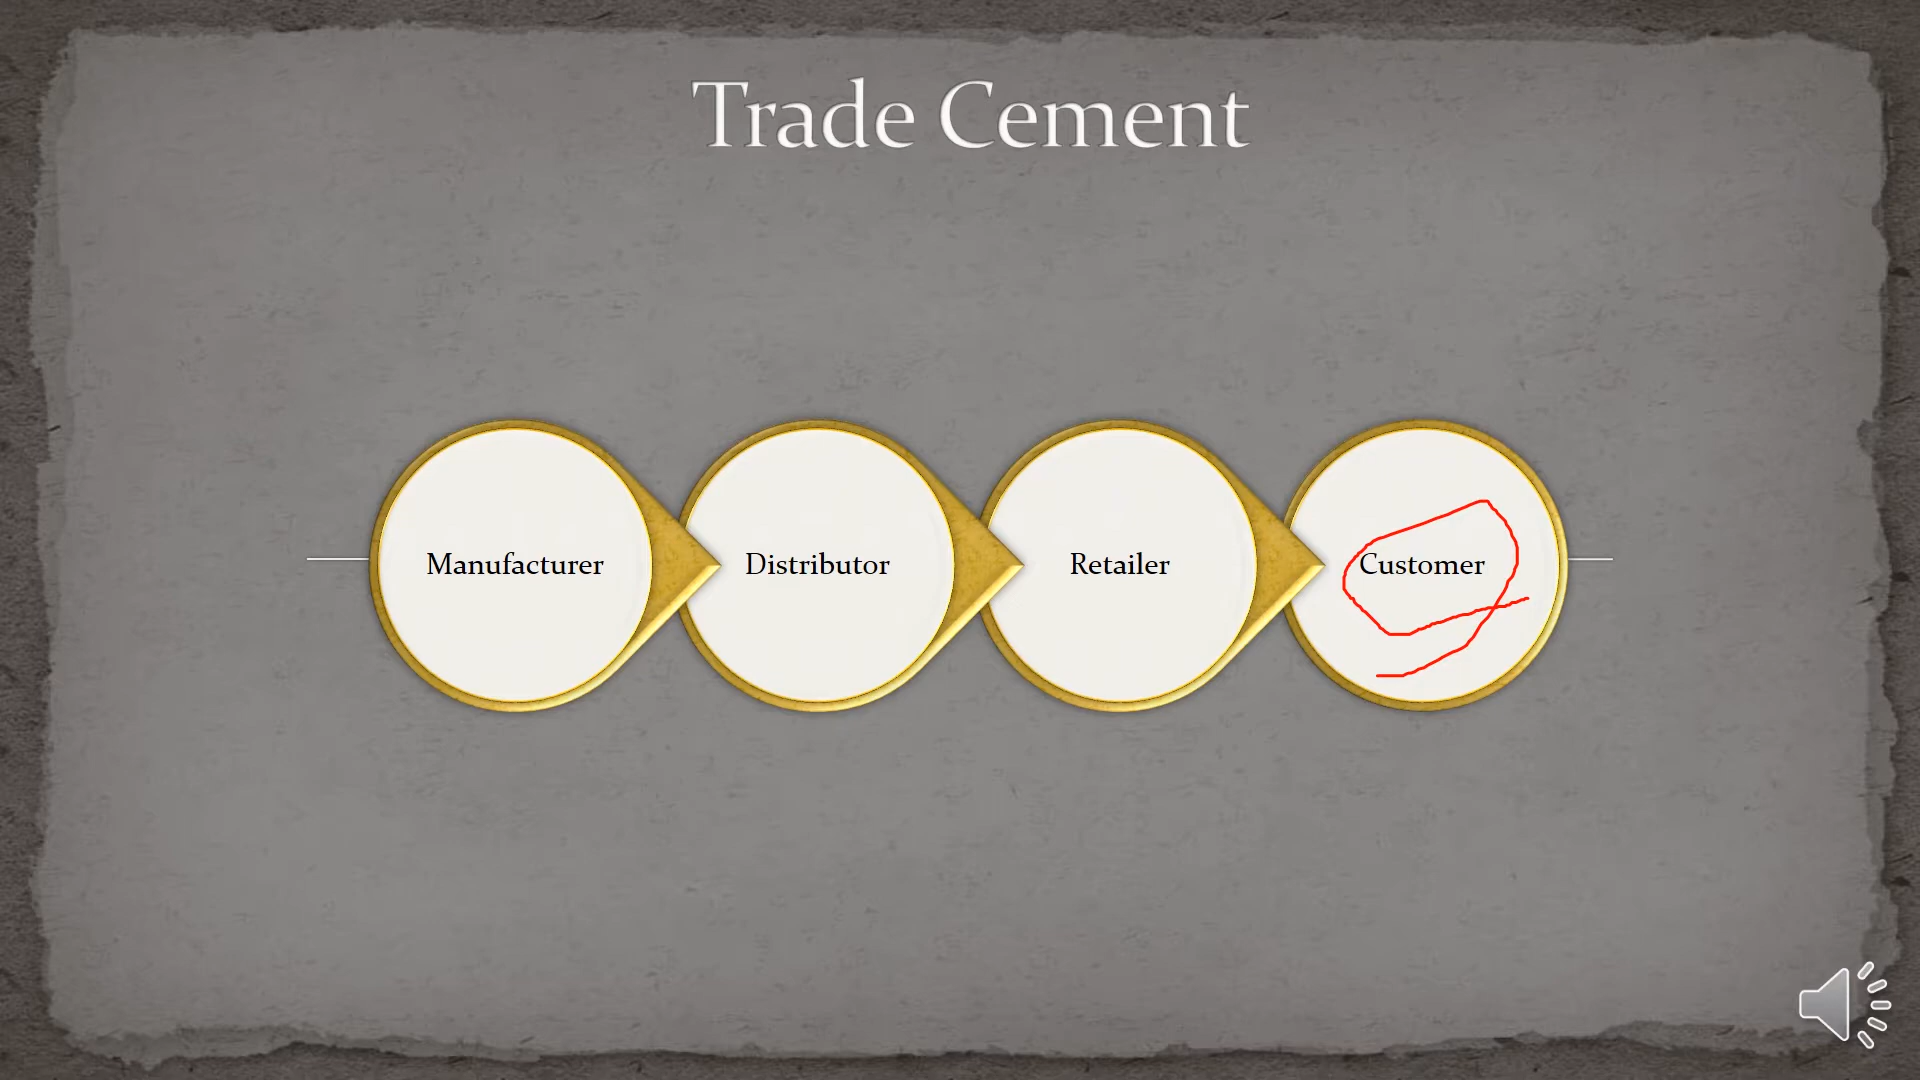 Trade Cement
Manufacturer
Distributor
Retailer
Customer